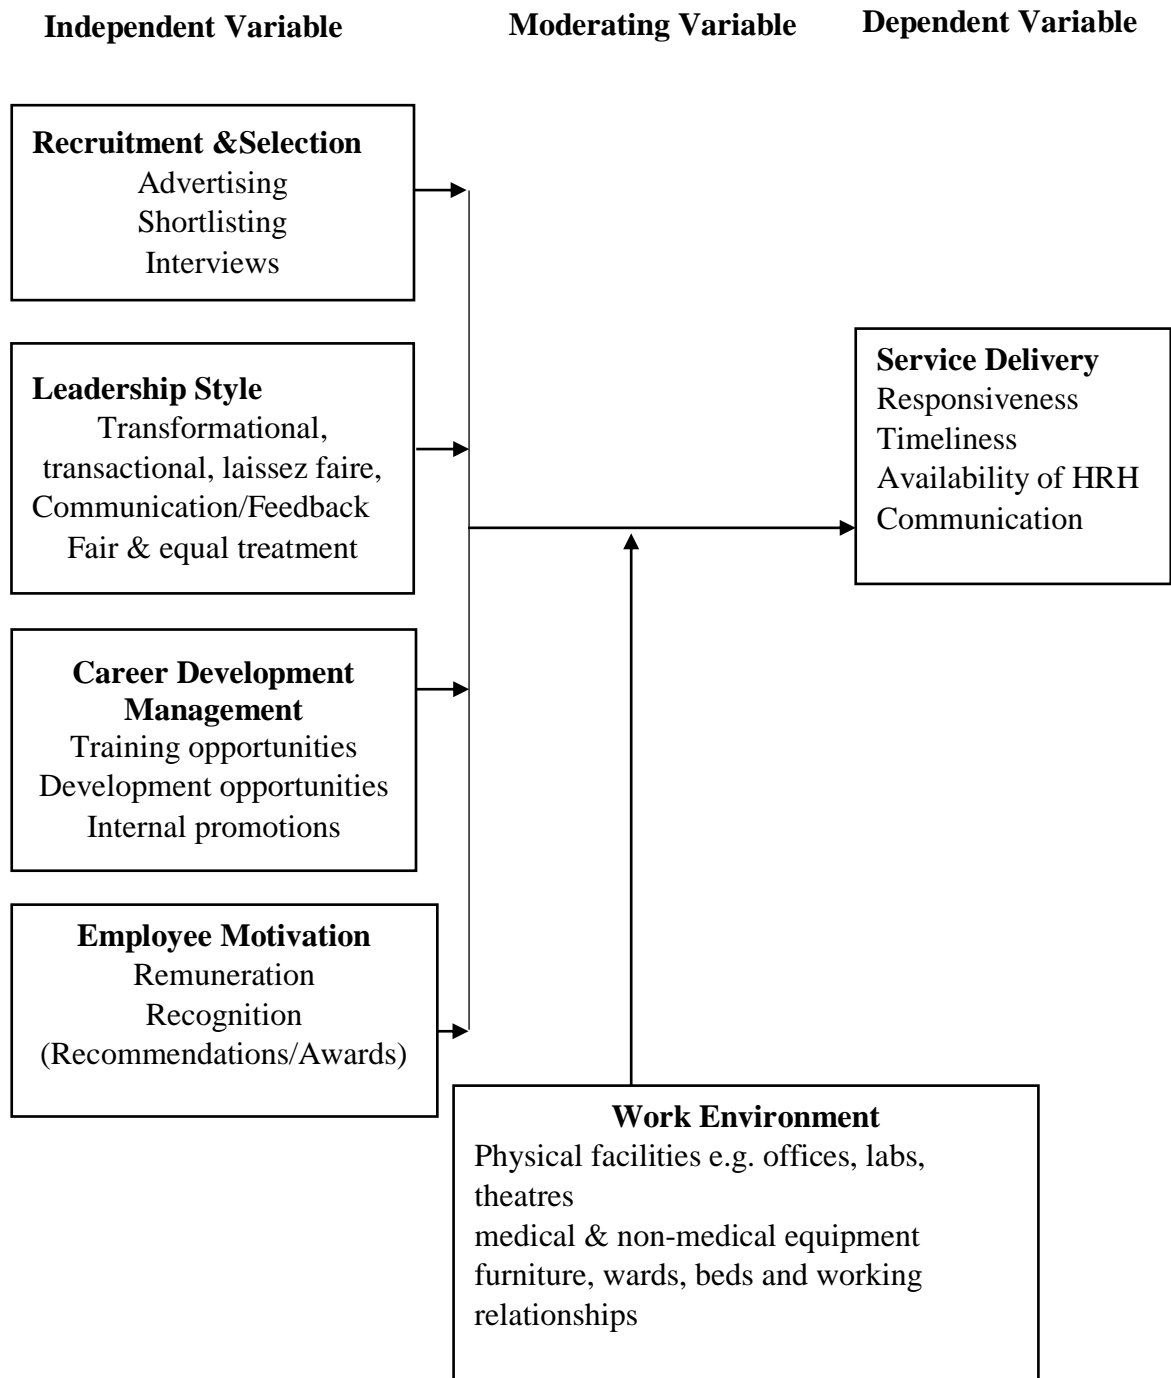 Independent Variable
Moderating Variable
Dependent Variable
Recruitment &Selection
Advertising
Shortlisting
Interviews
Leadership Style
Transformational,
transactional, laissez faire,
Communication/Feedback
Fair & equal treatment
Career Development
Management
Training opportunities
Development opportunities
Internal promotions
Employee Motivation
Remuneration
Recognition
(Recommendations/Awards)
Service Delivery
Responsiveness
Timeliness
Availability of HRH
Communication
Work Environment
Physical facilities e.g. offices, labs,
theatres
medical & non-medical equipment
furniture, wards, beds and working
relationships